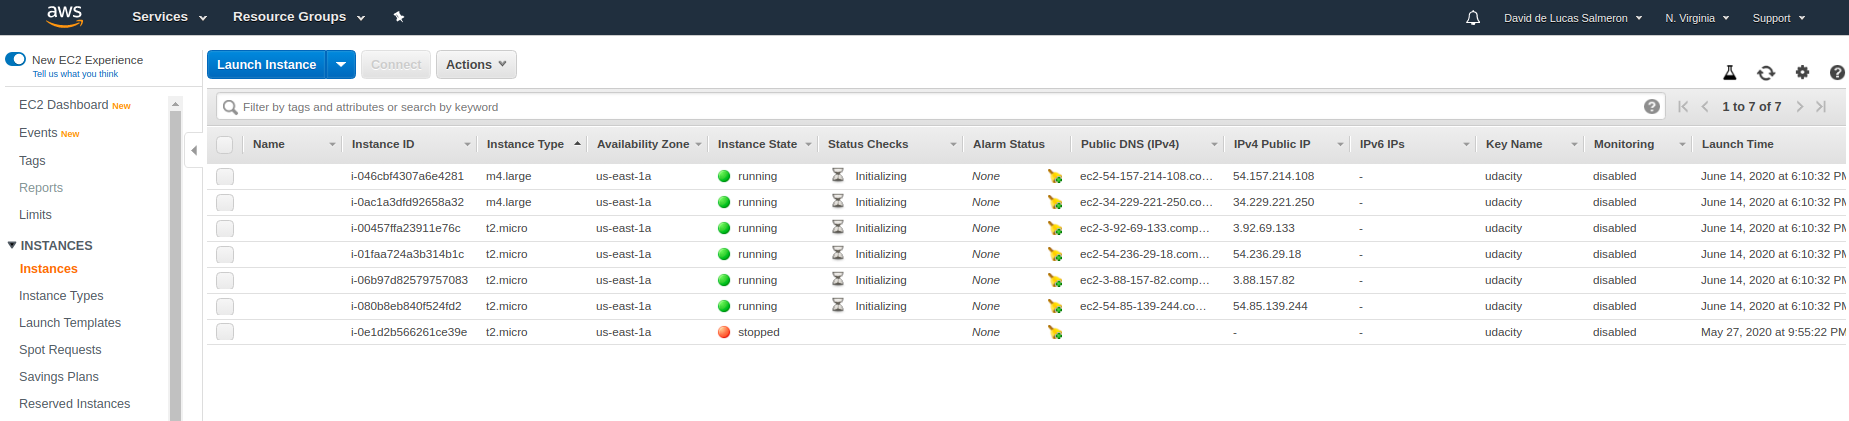 aws Services Resource Groups David de Lucas Salmeron N. Virginia Support
New EC2 Experience
Tell us what you think
EC2 Dashboard New
Events New
Tags
Reports
Limits
INSTANCES
Instances
Instance Types
Launch Templates
Spot Requests
Savings Plans
Reserved Instances
Launch Instance Connect Actions
Filter by tags and attributes or search by keyword 1 to 7 of 7
Name Instance ID Instance Type Availability Zone Instance State Status Checks Alarm Status Public DNS (IPv4) IPv4 Public IP IPv6 IPs Key Name Monitoring Launch Time
i-046cbf4307a6e4281 m4.large us-east-1a running Initializing None ec2-54-157-214-108.co... 54.157.214.108 - udacity disabled June 14, 2020 at 6:10:32 PM
i-0ac1a3dfd92658a32 m4.large us-east-1a running Initializing None ec2-34-229-221-250.co... 34.229.221.250 - udacity disabled June 14, 2020 at 6:10:32 PM
i-00457ffa23911e76c t2.micro us-east-1a running Initializing None ec2-3-92-69-133.comp... 3.92.69.133 - udacity disabled June 14, 2020 at 6:10:32 PM
i-01faa724a3b314b1c t2.micro us-east-1a running Initializing None ec2-54-236-29-18.com... 54.236.29.18 - udacity disabled June 14, 2020 at 6:10:32 PM
i-06b97d82579757083 t2.micro us-east-1a running Initializing None ec2-3-88-157-82.comp... 3.88.157.82 - udacity disabled June 14, 2020 at 6:10:32 PM
i-080b8eb840f524fd2 t2.micro us-east-1a running Initializing None ec2-54-85-139-244.co... 54.85.139.244 - udacity disabled June 14, 2020 at 6:10:32 PM
i-0e1d2b566261ce39e t2.micro us-east-1a stopped None - - udacity disabled May 27, 2020 at 9:55:22 PM